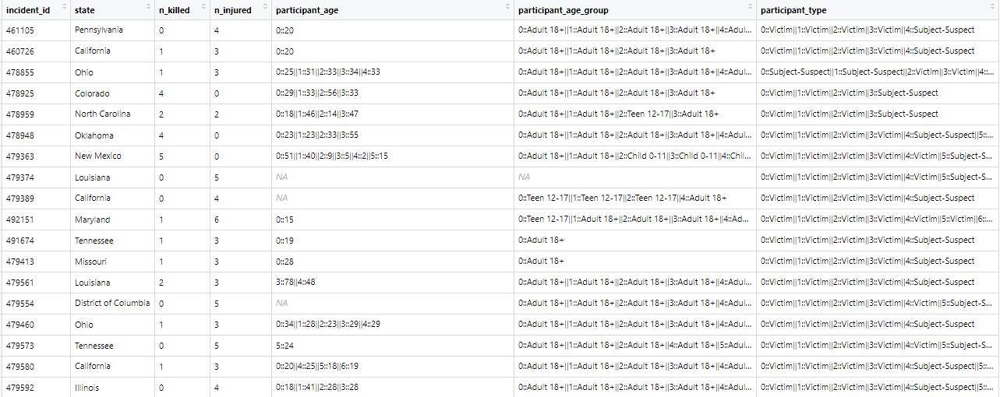 incident_id state n_killed n_injured participant_age participant_age_group participant_type
461105 Pennsylvania 0 4 0::20 0::Adult 18+||1::Adult 18+||2::Adult 18+||3::Adult 18+||4::Adul... 0::Victim||1::Victim||2::Victim||3::Victim||4::Subject-Suspect
460726 California 1 3 0::20 0::Adult 18+||1::Adult 18+||2::Adult 18+||3::Adult 18+ 0::Victim||1::Victim||2::Victim||3::Victim||4::Subject-Suspect
478855 Ohio 1 3 0::25||1::31||2::33||3::34||4::33 0::Adult 18+||1::Adult 18+||2::Adult 18+||3::Adult 18+||4::Adul... 0::Subject-Suspect||1::Subject-Suspect||2::Victim||3::Victim||4::...
478925 Colorado 4 0 0::29||1::33||2::56||3::33 0::Adult 18+||1::Adult 18+||2::Adult 18+||3::Adult 18+ 0::Victim||1::Victim||2::Victim||3::Subject-Suspect
478959 North Carolina 2 2 0::18||1::46||2::14||3::47 0::Adult 18+||1::Adult 18+||2::Teen 12-17||3::Adult 18+ 0::Victim||1::Victim||2::Victim||3::Subject-Suspect
478948 Oklahoma 4 0 0::23||1::23||2::33||3::55 0::Adult 18+||1::Adult 18+||2::Adult 18+||3::Adult 18+||4::Adul... 0::Victim||1::Victim||2::Victim||3::Victim||4::Subject-Suspect||5::...
479363 New Mexico 5 0 0::51||1::40||2::9||3::5||4::2||5::15 0::Adult 18+||1::Adult 18+||2::Child 0-11||3::Child 0-11||4::Chil... 0::Victim||1::Victim||2::Victim||3::Victim||4::Victim||5::Subject-S...
479374 Louisiana 0 5 NA NA 0::Victim||1::Victim||2::Victim||3::Victim||4::Victim||5::Subject-S...
479389 California 0 4 NA 0::Teen 12-17||1::Teen 12-17||2::Teen 12-17||4::Adult 18+ 0::Victim||1::Victim||2::Victim||3::Victim||4::Subject-Suspect
492151 Maryland 1 6 0::15 0::Teen 12-17||1::Adult 18+||2::Adult 18+||3::Adult 18+||4::Ad... 0::Victim||1::Victim||2::Victim||3::Victim||4::Victim||5::Victim||6::...
491674 Tennessee 1 3 0::19 0::Adult 18+ 0::Victim||1::Victim||2::Victim||3::Victim||4::Subject-Suspect
479413 Missouri 1 3 0::28 0::Adult 18+ 0::Victim||1::Victim||2::Victim||3::Victim||4::Subject-Suspect
479561 Louisiana 2 3 3::78||4::48 0::Adult 18+||1::Adult 18+||2::Adult 18+||3::Adult 18+||4::Adul... 0::Victim||1::Victim||2::Victim||3::Victim||4::Subject-Suspect
479554 District of Columbia 0 5 NA 0::Adult 18+||1::Adult 18+||2::Adult 18+||3::Adult 18+||4::Adul... 0::Victim||1::Victim||2::Victim||3::Victim||4::Victim||5::Subject-S...
479460 Ohio 1 3 0::34||1::28||2::23||3::29||4::29 0::Adult 18+||1::Adult 18+||2::Adult 18+||3::Adult 18+||4::Adul... 0::Victim||1::Victim||2::Victim||3::Victim||4::Subject-Suspect
479573 Tennessee 0 5 5::24 0::Adult 18+||1::Adult 18+||2::Adult 18+||4::Adult 18+||5::Adul... 0::Victim||1::Victim||2::Victim||3::Victim||4::Victim||5::Subject-S...
479580 California 1 3 0::20||4::25||5::18||6::19 0::Adult 18+||1::Adult 18+||2::Adult 18+||3::Adult 18+||4::Adul... 0::Victim||1::Victim||2::Victim||3::Victim||4::Subject-Suspect||5::...
479592 Illinois 0 4 0::18||1::41||2::28||3::28 0::Adult 18+||1::Adult 18+||2::Adult 18+||3::Adult 18+||4::Adul... 0::Victim||1::Victim||2::Victim||3::Victim||4::Subject-Suspect||5::...